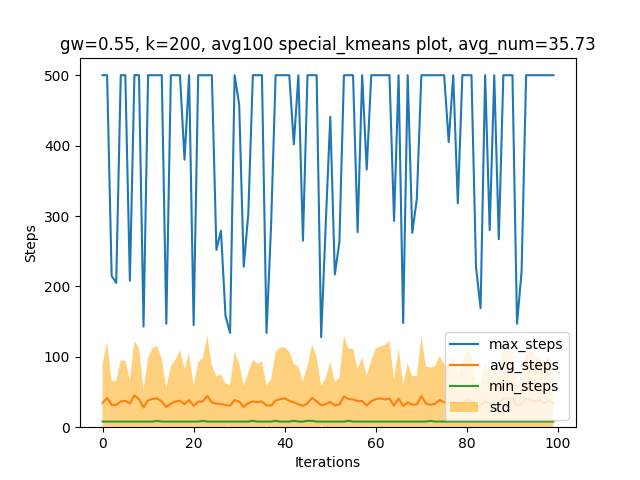 gw=0.55, k=200, avg100 special_kmeans plot, avg_num=35.73
500
400
300
200
100
0
Steps
max_steps
avg_steps
min_steps
std
0 20 40 60 80 100
Iterations